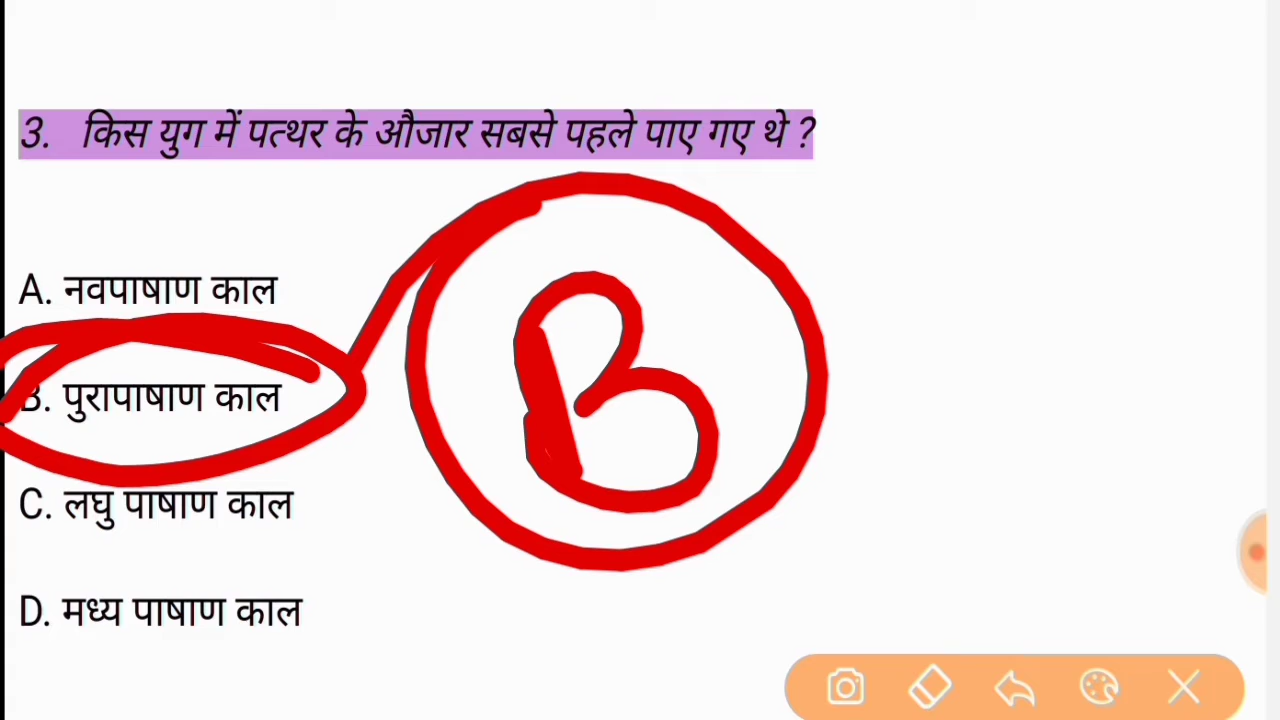 3. किस युग में पत्थर के औजार सबसे पहले पाए गए थे ?
A. नवपाषाण काल
B. पुरापाषाण काल
B
C. लघु पाषाण काल
D. मध्य पाषाण काल